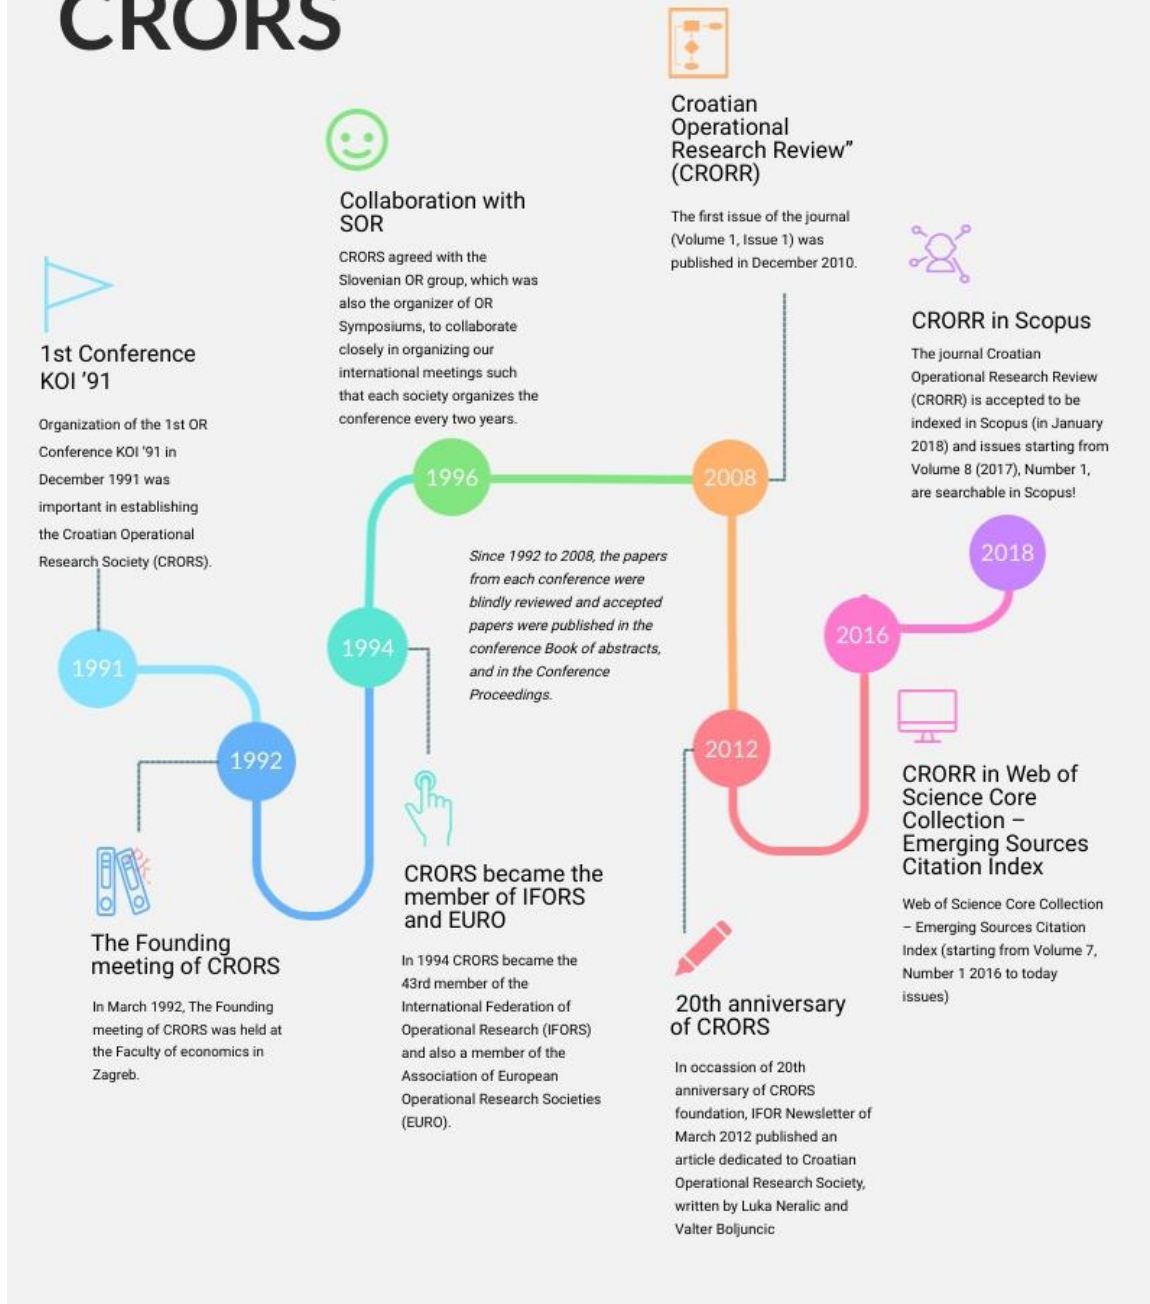 CRORS
Croatian
Operational
Research Review”
(CRORR)
The first issue of the journal
(Volume 1, Issue 1) was
published in December 2010.
Collaboration with
SOR
CRORS agreed with the
Slovenian OR group, which was
also the organizer of OR
Symposiums, to collaborate
closely in organizing our
international meetings such
that each society organizes the
conference every two years.
CRORR in Scopus
The journal Croatian
Operational Research Review
(CRORR) is accepted to be
indexed in Scopus (in January
2018) and issues starting from
Volume 8 (2017), Number 1,
are searchable in Scopus!
1st Conference
KOI ’91
Organization of the 1st OR
Conference KOI ’91 in
December 1991 was
important in establishing
the Croatian Operational
Research Society (CRORS).
1996
2008
2018
Since 1992 to 2008, the papers
from each conference were
blindly reviewed and accepted
papers were published in the
conference Book of abstracts,
and in the Conference
Proceedings.
1991
1994
2016
1992
2012
CRORR in Web of
Science Core
Collection –
Emerging Sources
Citation Index
Web of Science Core Collection
– Emerging Sources Citation
Index (starting from Volume 7,
Number 1 2016 to today
issues)
The Founding
meeting of CRORS
In March 1992, The Founding
meeting of CRORS was held at
the Faculty of economics in
Zagreb.
CRORS became the
member of IFORS
and EURO
In 1994 CRORS became the
43rd member of the
International Federation of
Operational Research (IFORS)
and also a member of the
Association of European
Operational Research Societies
(EURO).
20th anniversary
of CRORS
In occassion of 20th
anniversary of CRORS
foundation, IFOR Newsletter of
March 2012 published an
article dedicated to Croatian
Operational Research Society,
written by Luka Neralic and
Valter Boljuncic